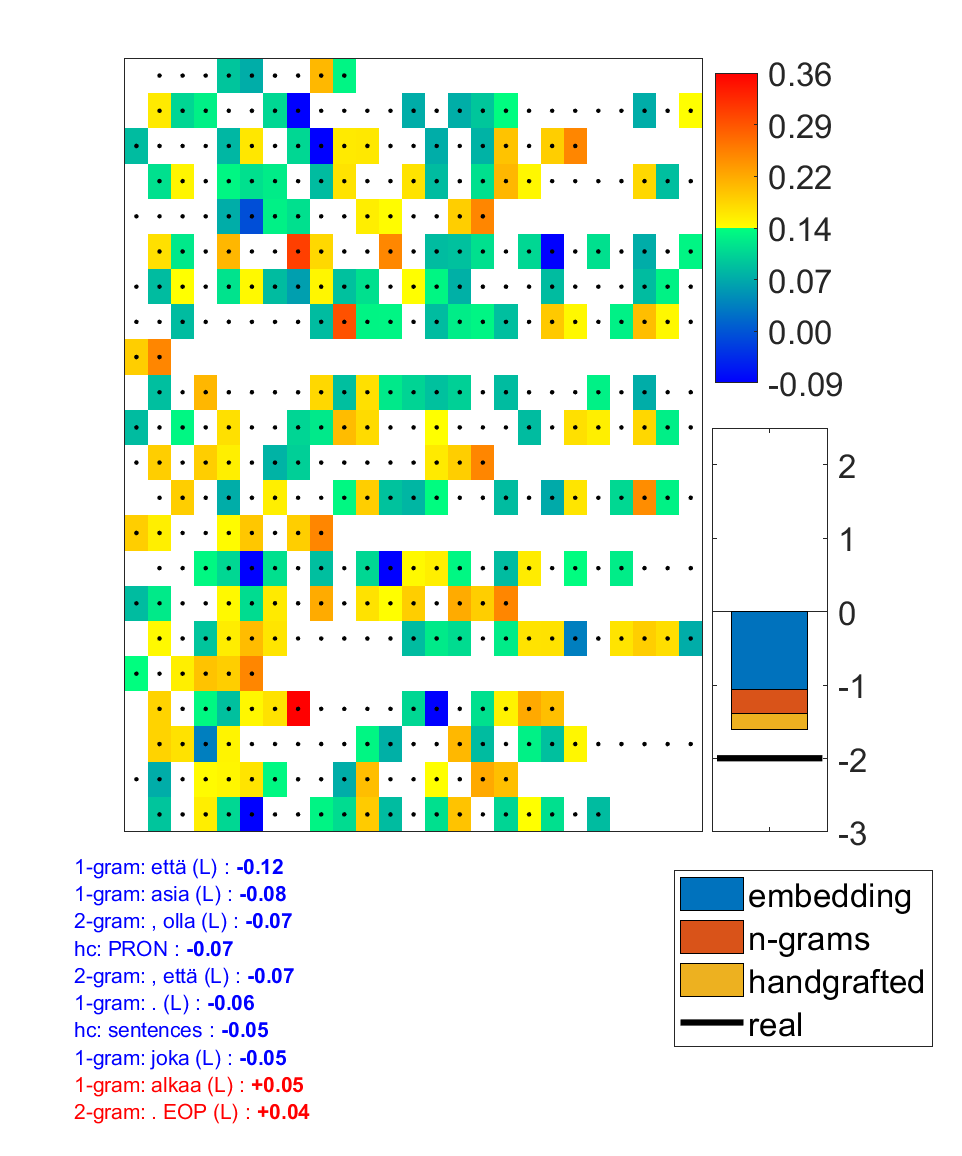 0.36
0.29
0.22
0.14
0.07
0.00
-0.09
2
1
0
-1
-2
-3
1-gram: että (L) : -0.12
1-gram: asia (L) : -0.08
2-gram: , olla (L) : -0.07
hc: PRON : -0.07
2-gram: , että (L) : -0.07
1-gram: . (L) : -0.06
hc: sentences : -0.05
1-gram: joka (L) : -0.05
1-gram: alkaa (L) : +0.05
2-gram: . EOP (L) : +0.04
embedding
n-grams
handgrafted
real